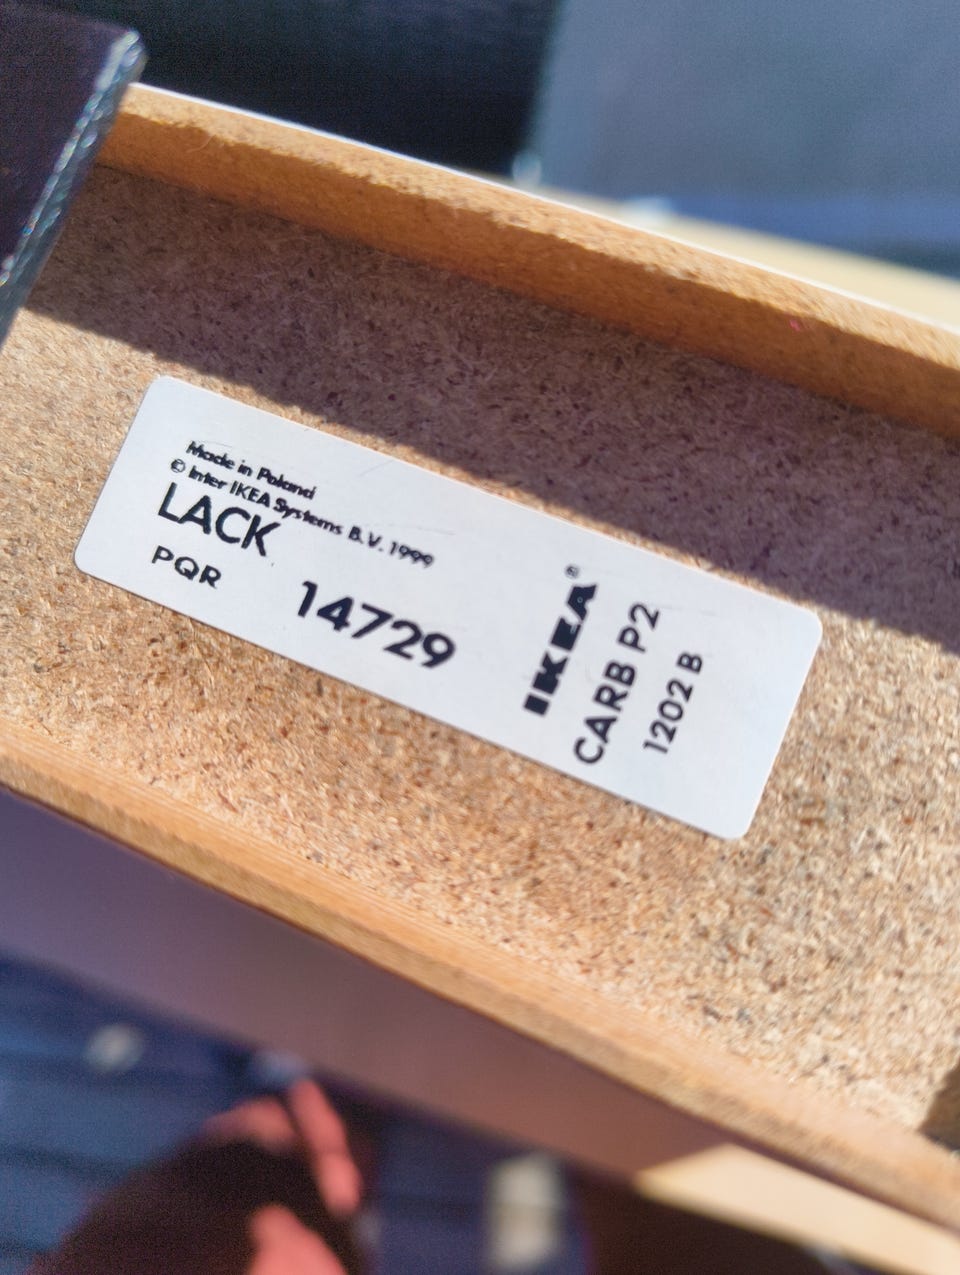 Made in Poland
© Inter IKEA Systems B.V. 1999
LACK
PQR
14729
IKEA®
CARB P2
1202 B